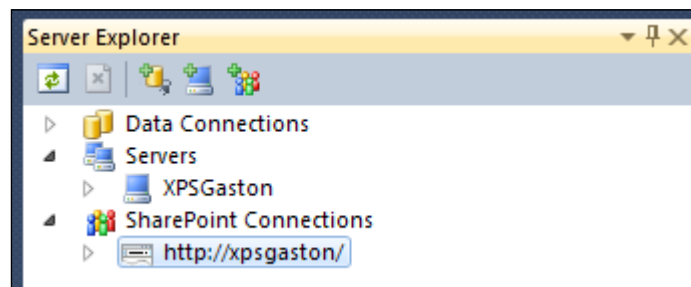 Server Explorer
Data Connections
Servers
XPSGaston
SharePoint Connections
http://xpsgaston/